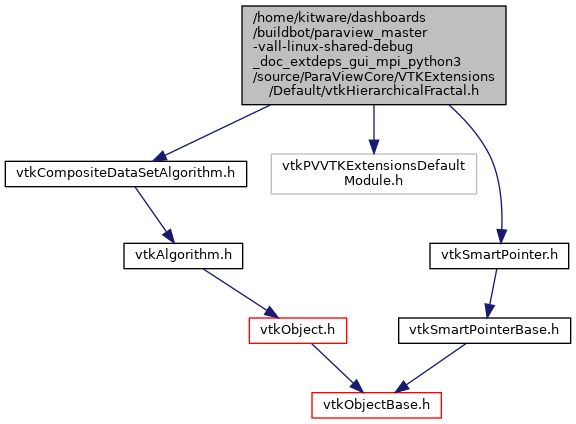 /home/kitware/dashboards
/buildbot/paraview_master
-vall-linux-shared-debug
_doc_extdeps_gui_mpi_python3
/source/ParaViewCore/VTKExtensions
/Default/vtkHierarchicalFractal.h
vtkCompositeDataSetAlgorithm.h
vtkPVVTKExtensionsDefault
Module.h
vtkAlgorithm.h
vtkSmartPointer.h
vtkObject.h
vtkSmartPointerBase.h
vtkObjectBase.h